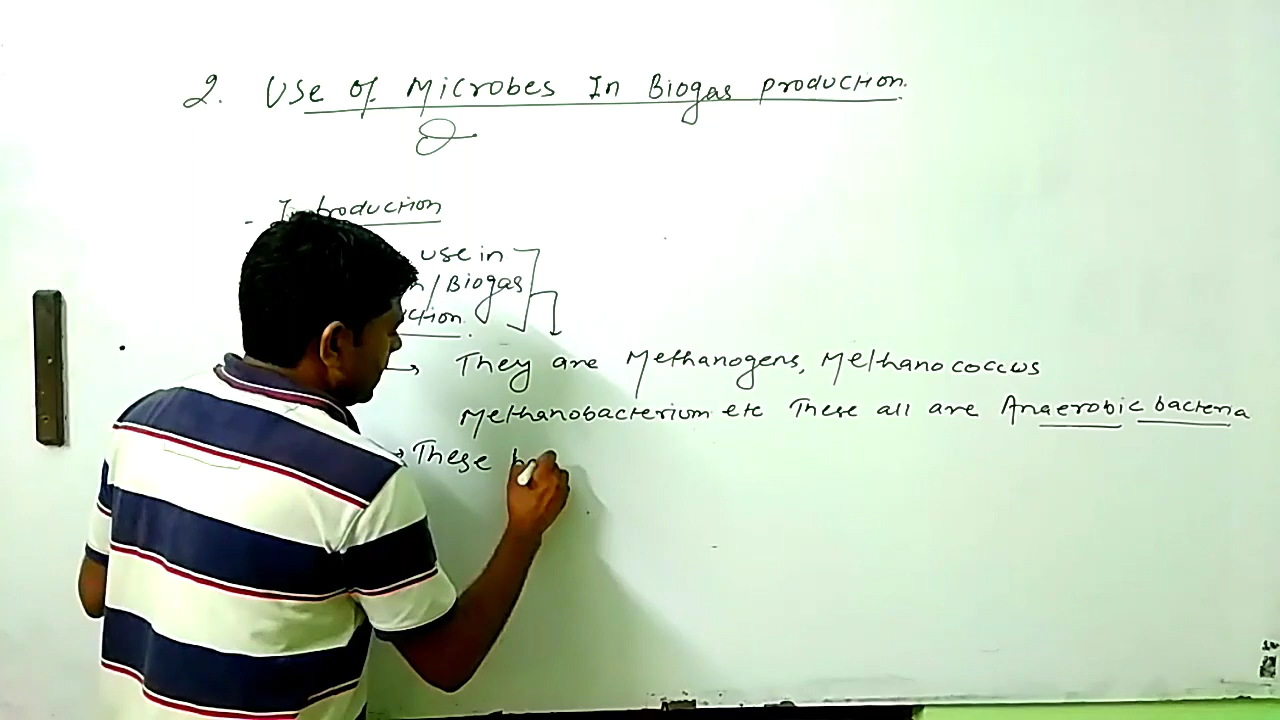 2. Use of Microbes In Biogas production.
- Introduction
use in
/ Biogas
ction.
They are Methanogens, Methanococcus
Methanobacterium etc These all are Anaerobic bacteria
These